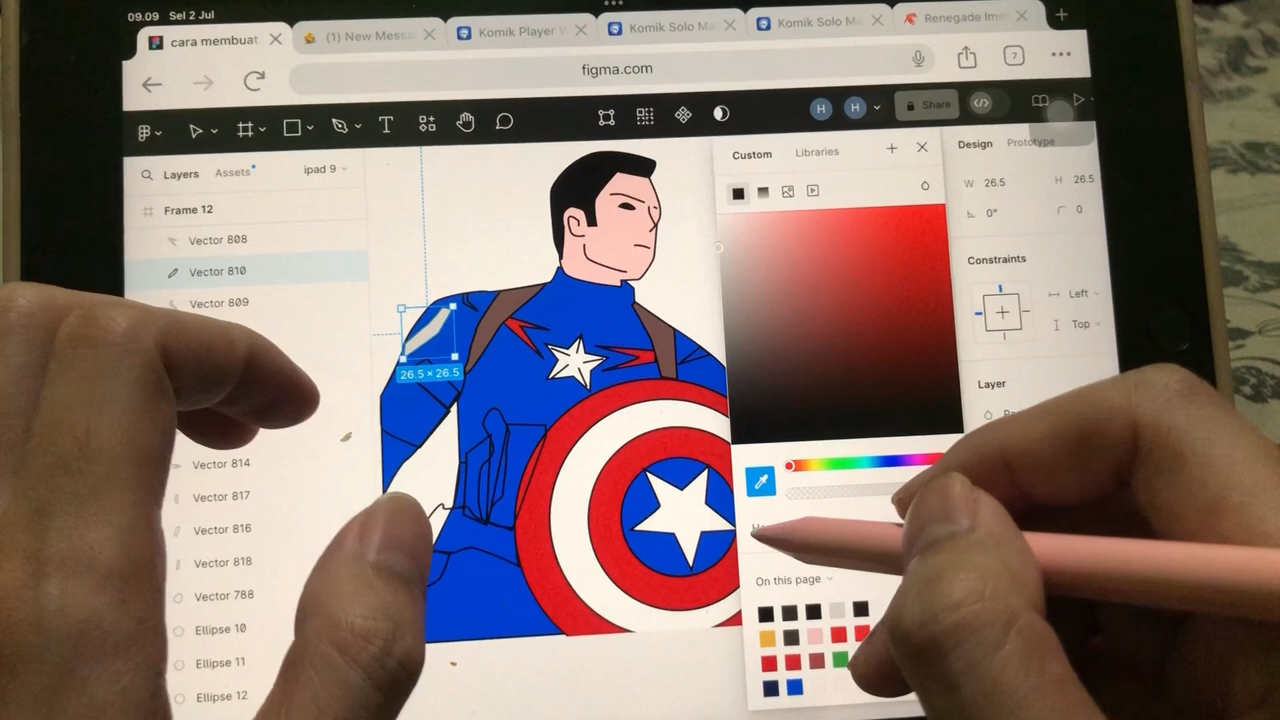 09.09 Sel 2 Jul
cara membuat
(1) New Messa
Komik Player
Komik Solo Ma
Komik Solo Ma
Renegade Imm
figma.com
7
T
H
H
Share
Layers
Assets
ipad 9
Frame 12
Vector 808
Vector 810
Vector 809
Vector 814
Vector 817
Vector 816
Vector 818
Vector 788
Ellipse 10
Ellipse 11
Ellipse 12
26.5 × 26.5
Custom
Libraries
On this page
Design
Prototype
W 26.5
H 26.5
0°
0
Constraints
Left
Top
Layer